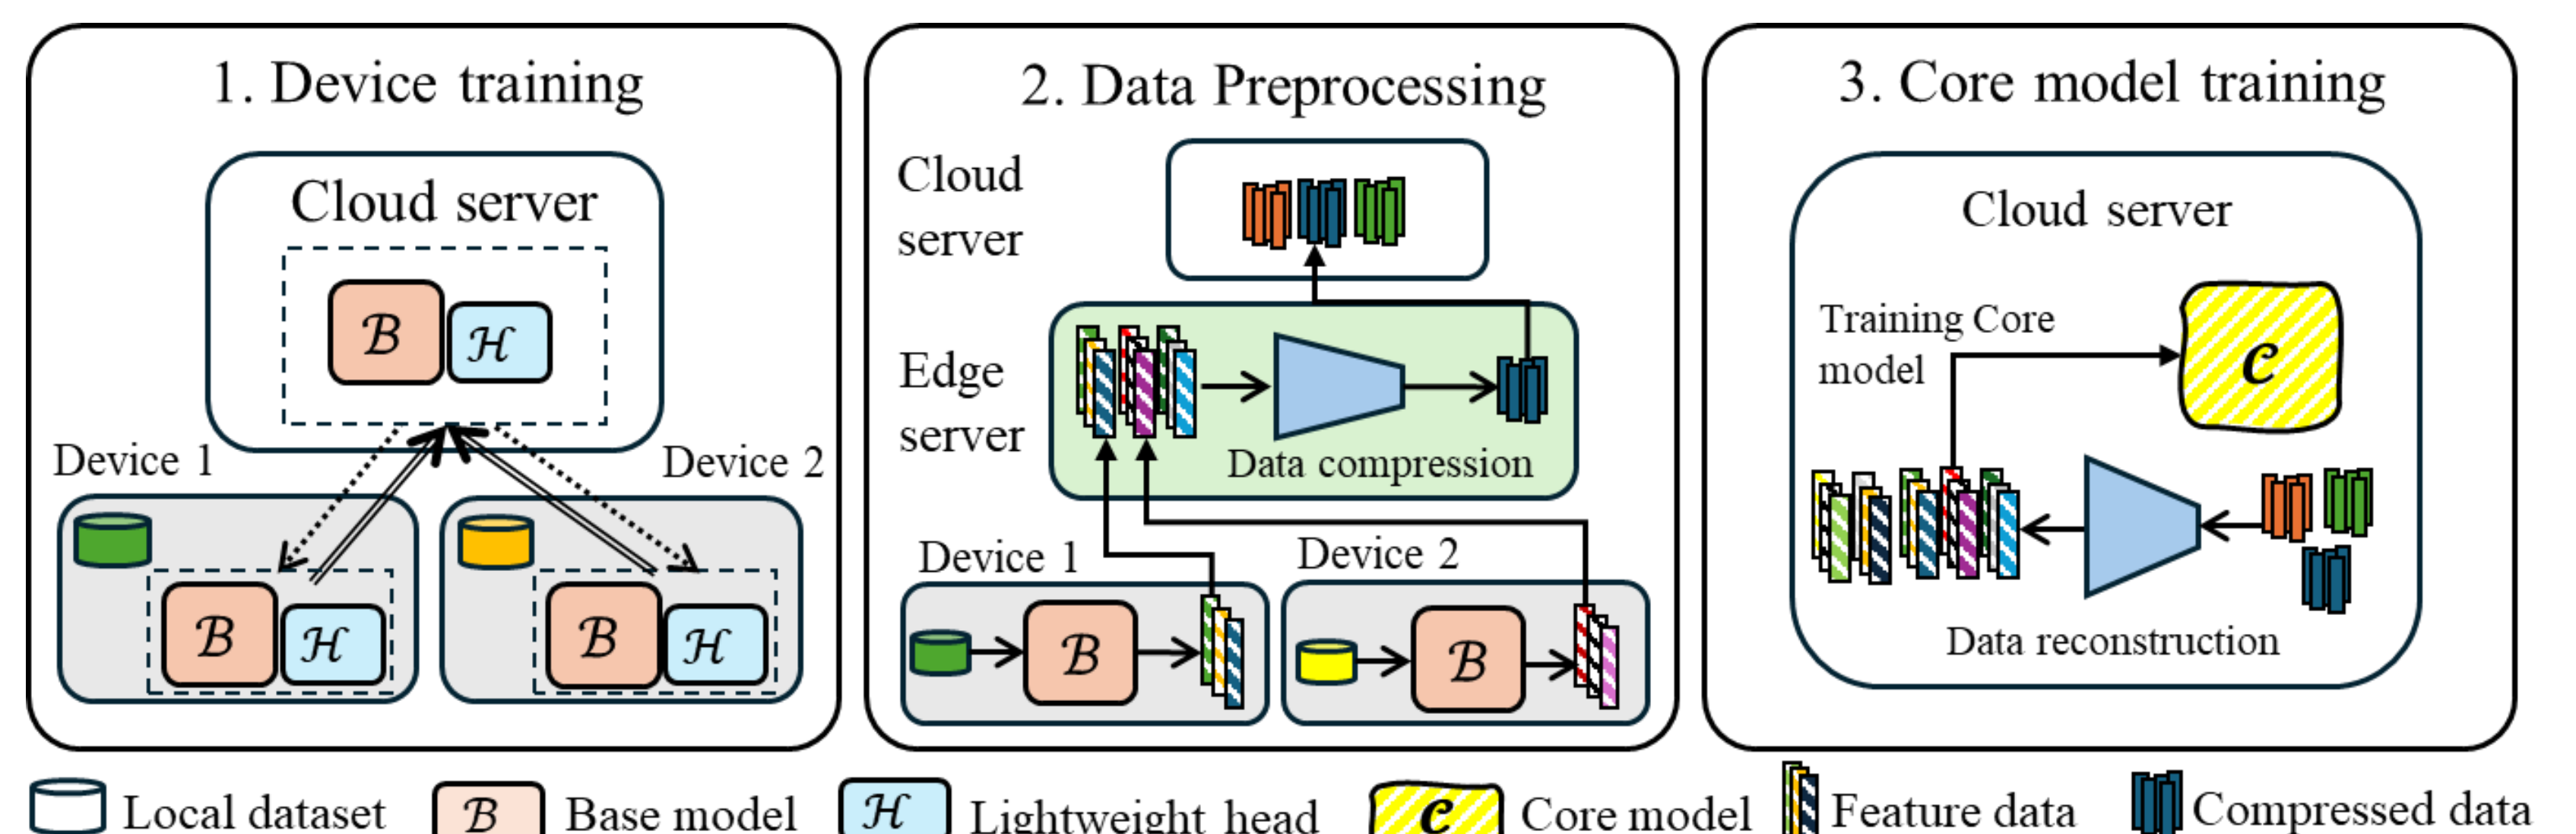 1. Device training
Cloud server
ℬ
ℋ
Device 1
Device 2
ℬ
ℋ
ℬ
ℋ
2. Data Preprocessing
Cloud
server
Edge
server
Data compression
Device 1
Device 2
ℬ
ℬ
3. Core model training
Cloud server
Training Core
model
𝓒
Data reconstruction
Local dataset
ℬ
Base model
ℋ
Lightweight head
𝓒
Core model
Feature data
Compressed data